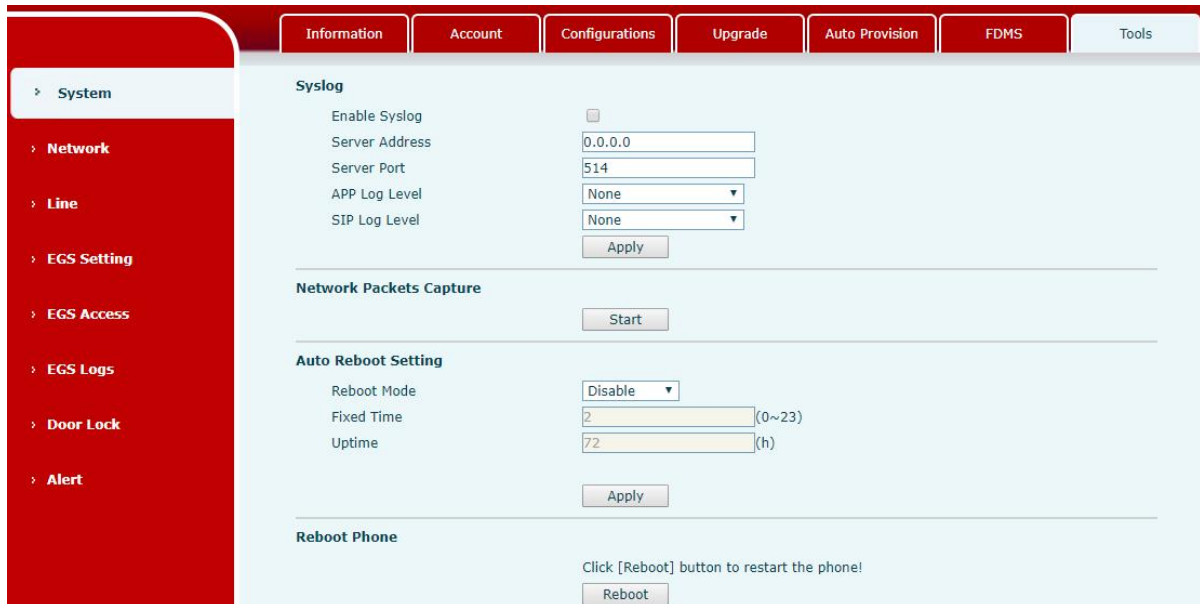 Information Account Configurations Upgrade Auto Provision FDMS Tools
› System
› Network
› Line
› EGS Setting
› EGS Access
› EGS Logs
› Door Lock
› Alert
Syslog
Enable Syslog
Server Address 0.0.0.0
Server Port 514
APP Log Level None
SIP Log Level None
Apply
Network Packets Capture
Start
Auto Reboot Setting
Reboot Mode Disable
Fixed Time 2 (0~23)
Uptime 72 (h)
Apply
Reboot Phone
Click [Reboot] button to restart the phone!
Reboot